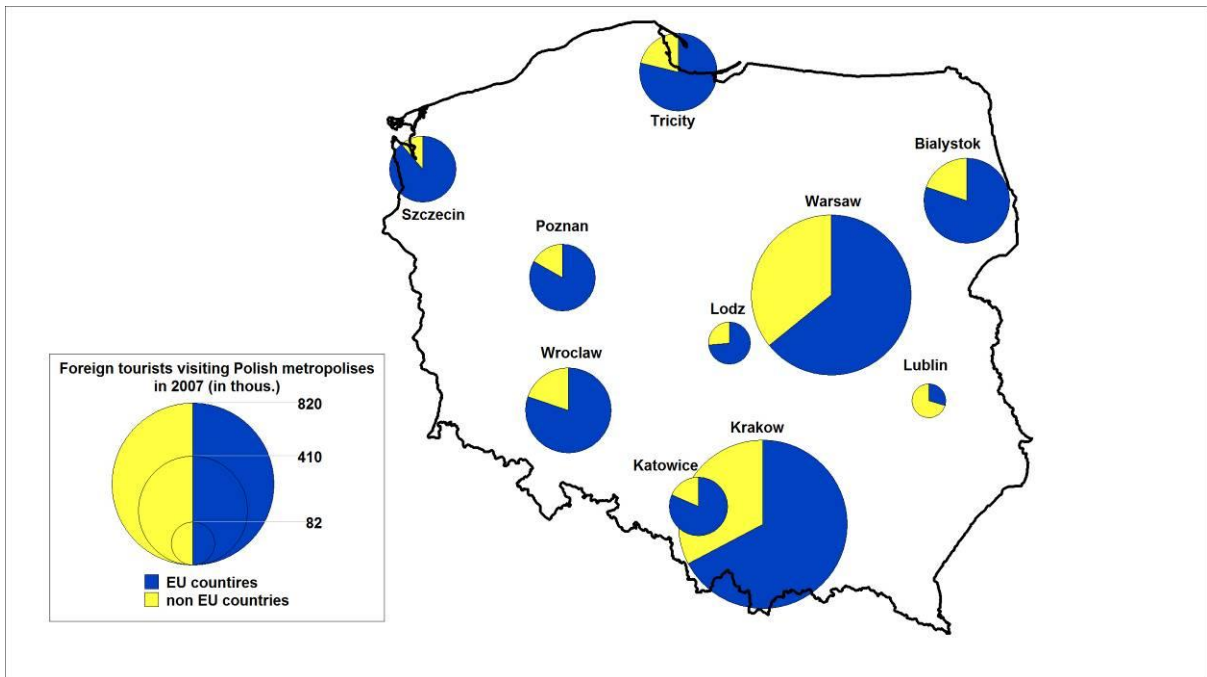 Tricity
Bialystok
Szczecin
Warsaw
Poznan
Lodz
Wroclaw
Lublin
Krakow
Katowice
Foreign tourists visiting Polish metropolises
in 2007 (in thous.)
820
410
82
EU countires
non EU countries